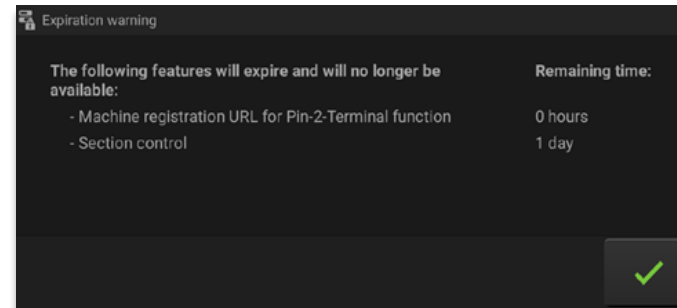 Expiration warning
The following features will expire and will no longer be Remaining time:
available:
- Machine registration URL for Pin-2-Terminal function 0 hours
- Section control 1 day